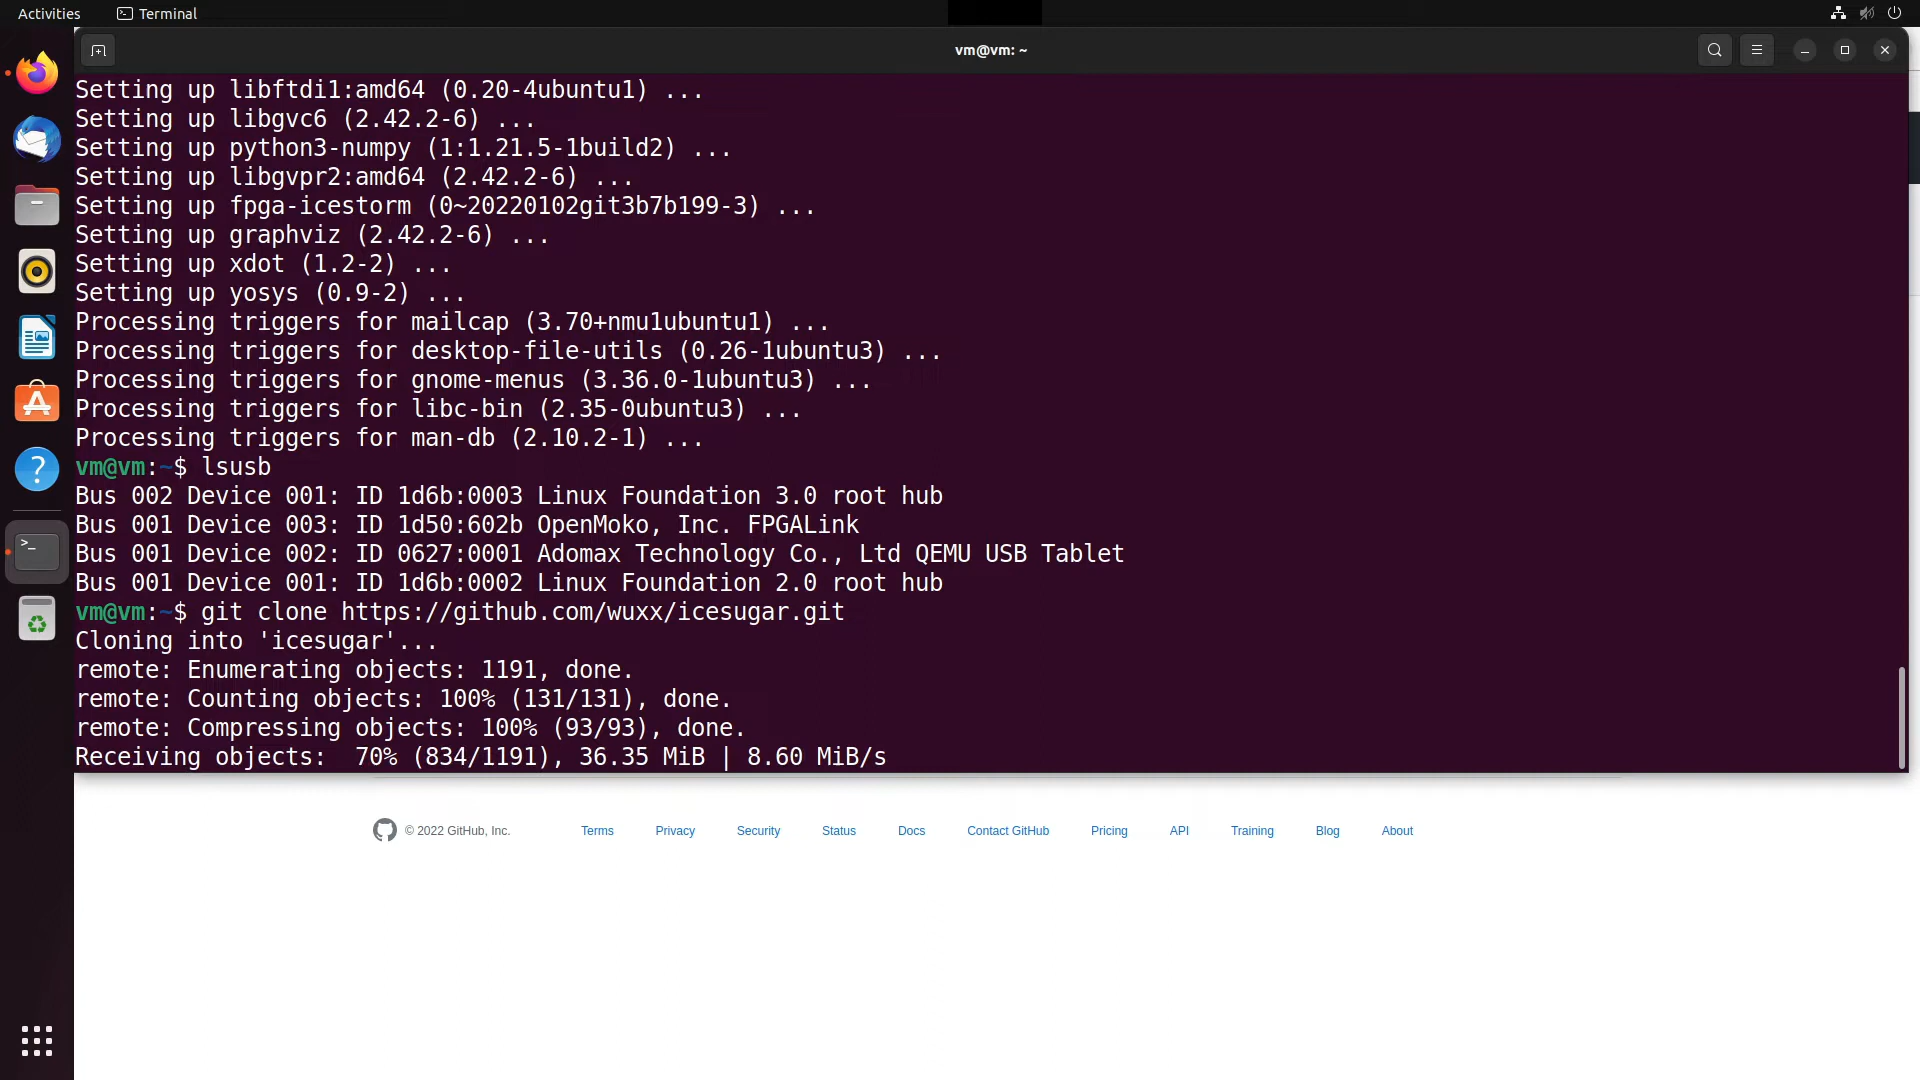 Activities
Terminal
vm@vm: ~
Setting up libftdi1:amd64 (0.20-4ubuntu1) ...
Setting up libgvc6 (2.42.2-6) ...
Setting up python3-numpy (1:1.21.5-1build2) ...
Setting up libgvpr2:amd64 (2.42.2-6) ...
Setting up fpga-icestorm (0~20220102git3b7b199-3) ...
Setting up graphviz (2.42.2-6) ...
Setting up xdot (1.2-2) ...
Setting up yosys (0.9-2) ...
Processing triggers for mailcap (3.70+nmu1ubuntu1) ...
Processing triggers for desktop-file-utils (0.26-1ubuntu3) ...
Processing triggers for gnome-menus (3.36.0-1ubuntu3) ...
Processing triggers for libc-bin (2.35-0ubuntu3) ...
Processing triggers for man-db (2.10.2-1) ...
vm@vm:~$ lsusb
Bus 002 Device 001: ID 1d6b:0003 Linux Foundation 3.0 root hub
Bus 001 Device 003: ID 1d50:602b OpenMoko, Inc. FPGALink
Bus 001 Device 002: ID 0627:0001 Adomax Technology Co., Ltd QEMU USB Tablet
Bus 001 Device 001: ID 1d6b:0002 Linux Foundation 2.0 root hub
vm@vm:~$ git clone https://github.com/wuxx/icesugar.git
Cloning into 'icesugar'...
remote: Enumerating objects: 1191, done.
remote: Counting objects: 100% (131/131), done.
remote: Compressing objects: 100% (93/93), done.
Receiving objects:  70% (834/1191), 36.35 MiB | 8.60 MiB/s
© 2022 GitHub, Inc. Terms Privacy Security Status Docs Contact GitHub Pricing API Training Blog About